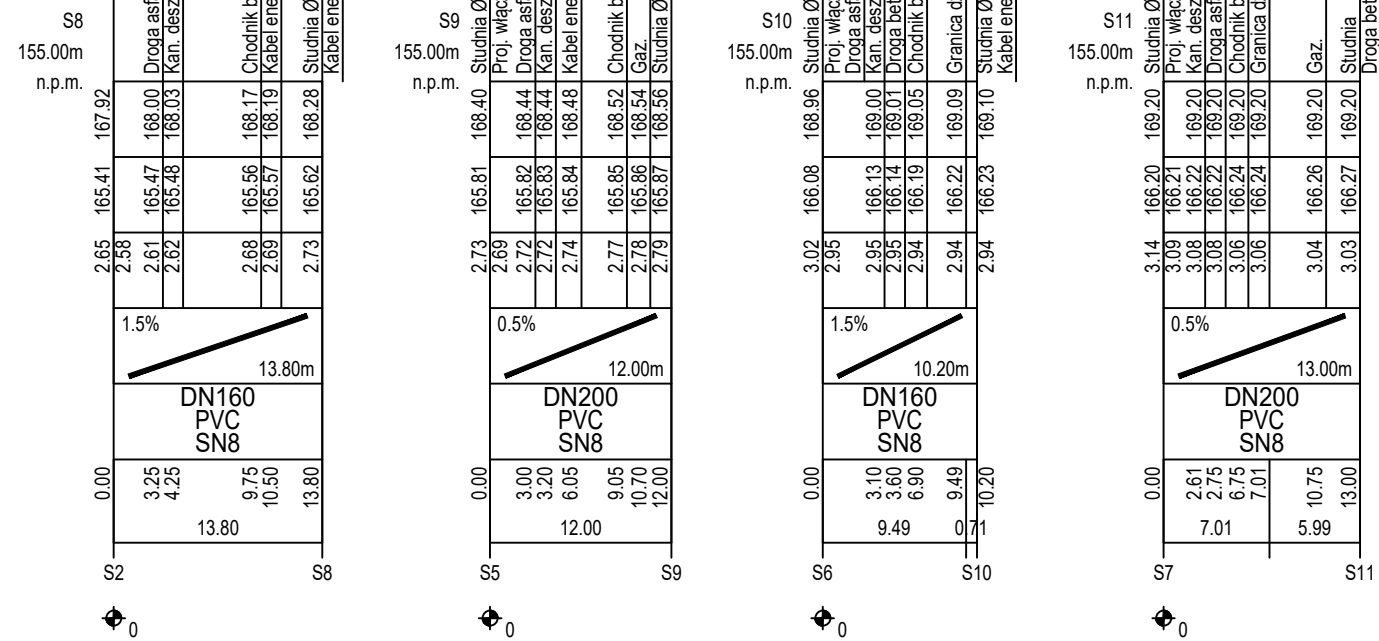 S8
155.00m
n.p.m.
Droga asf
Kan. desz
Chodnik b
Kabel ene
Studnia Ø
Kabel ene
167.92 168.00 168.03 168.17 168.19 168.28
165.41 165.47 165.48 165.56 165.57 165.62
2.65 2.58 2.61 2.62 2.68 2.69 2.73
1.5%
13.80m
DN160
PVC
SN8
0.00 3.25 4.25 9.75 10.50 13.80
13.80
S2 S8
0
S9
155.00m
n.p.m.
Studnia Ø
Proj. włąc
Droga asf
Kan. desz
Kabel ene
Chodnik b
Gaz.
Studnia Ø
168.40 168.44 168.44 168.48 168.52 168.54 168.56
165.81 165.82 165.83 165.84 165.85 165.86 165.87
2.73 2.69 2.72 2.72 2.74 2.77 2.78 2.79
0.5%
12.00m
DN200
PVC
SN8
0.00 3.00 3.20 6.05 9.05 10.70 12.00
12.00
S5 S9
0
S10
155.00m
n.p.m.
Studnia Ø
Proj. włąc
Droga asf
Kan. desz
Droga bet
Chodnik b
Granica dz
Studnia Ø
Kabel ene
168.96 169.00 169.01 169.05 169.09 169.10
166.08 166.13 166.14 166.19 166.22 166.23
3.02 2.95 2.95 2.95 2.94 2.94 2.94
1.5%
10.20m
DN160
PVC
SN8
0.00 3.10 3.60 6.90 9.49 10.20
9.49 0.71
S6 S10
0
S11
155.00m
n.p.m.
Studnia Ø
Proj. włąc
Kan. desz
Droga asf
Chodnik b
Granica dz
Gaz.
Studnia
Droga bet
169.20 169.20 169.20 169.20 169.20 169.20 169.20
166.20 166.21 166.22 166.22 166.24 166.24 166.26 166.27
3.14 3.09 3.08 3.08 3.06 3.06 3.04 3.03
0.5%
13.00m
DN200
PVC
SN8
0.00 2.61 2.75 6.75 7.01 10.75 13.00
7.01 5.99
S7 S11
0